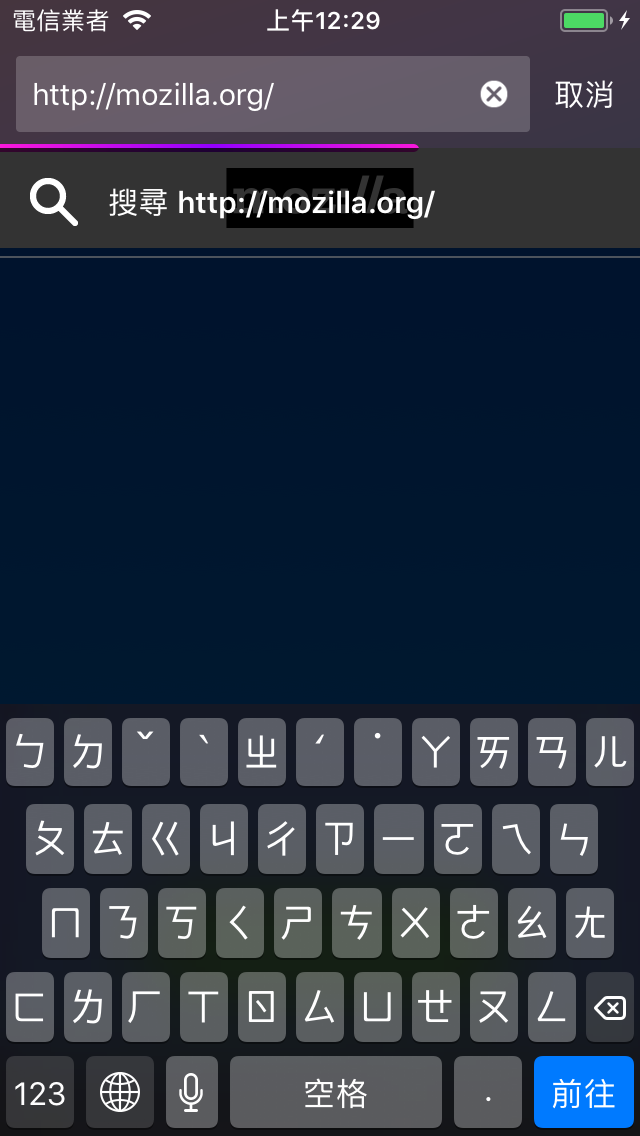 電信業者 上午12:29
http://mozilla.org/ 取消
搜尋 http://mozilla.org/
mozilla
ㄅ ㄉ ˇ ˋ ㄓ ˊ ˙ ㄚ ㄞ ㄢ ㄦ
ㄆ ㄊ ㄍ ㄐ ㄔ ㄗ ㄧ ㄛ ㄟ ㄣ
ㄇ ㄋ ㄎ ㄑ ㄕ ㄘ ㄨ ㄜ ㄠ ㄤ
ㄈ ㄌ ㄏ ㄒ ㄖ ㄙ ㄩ ㄝ ㄡ ㄥ
123 空格 . 前往